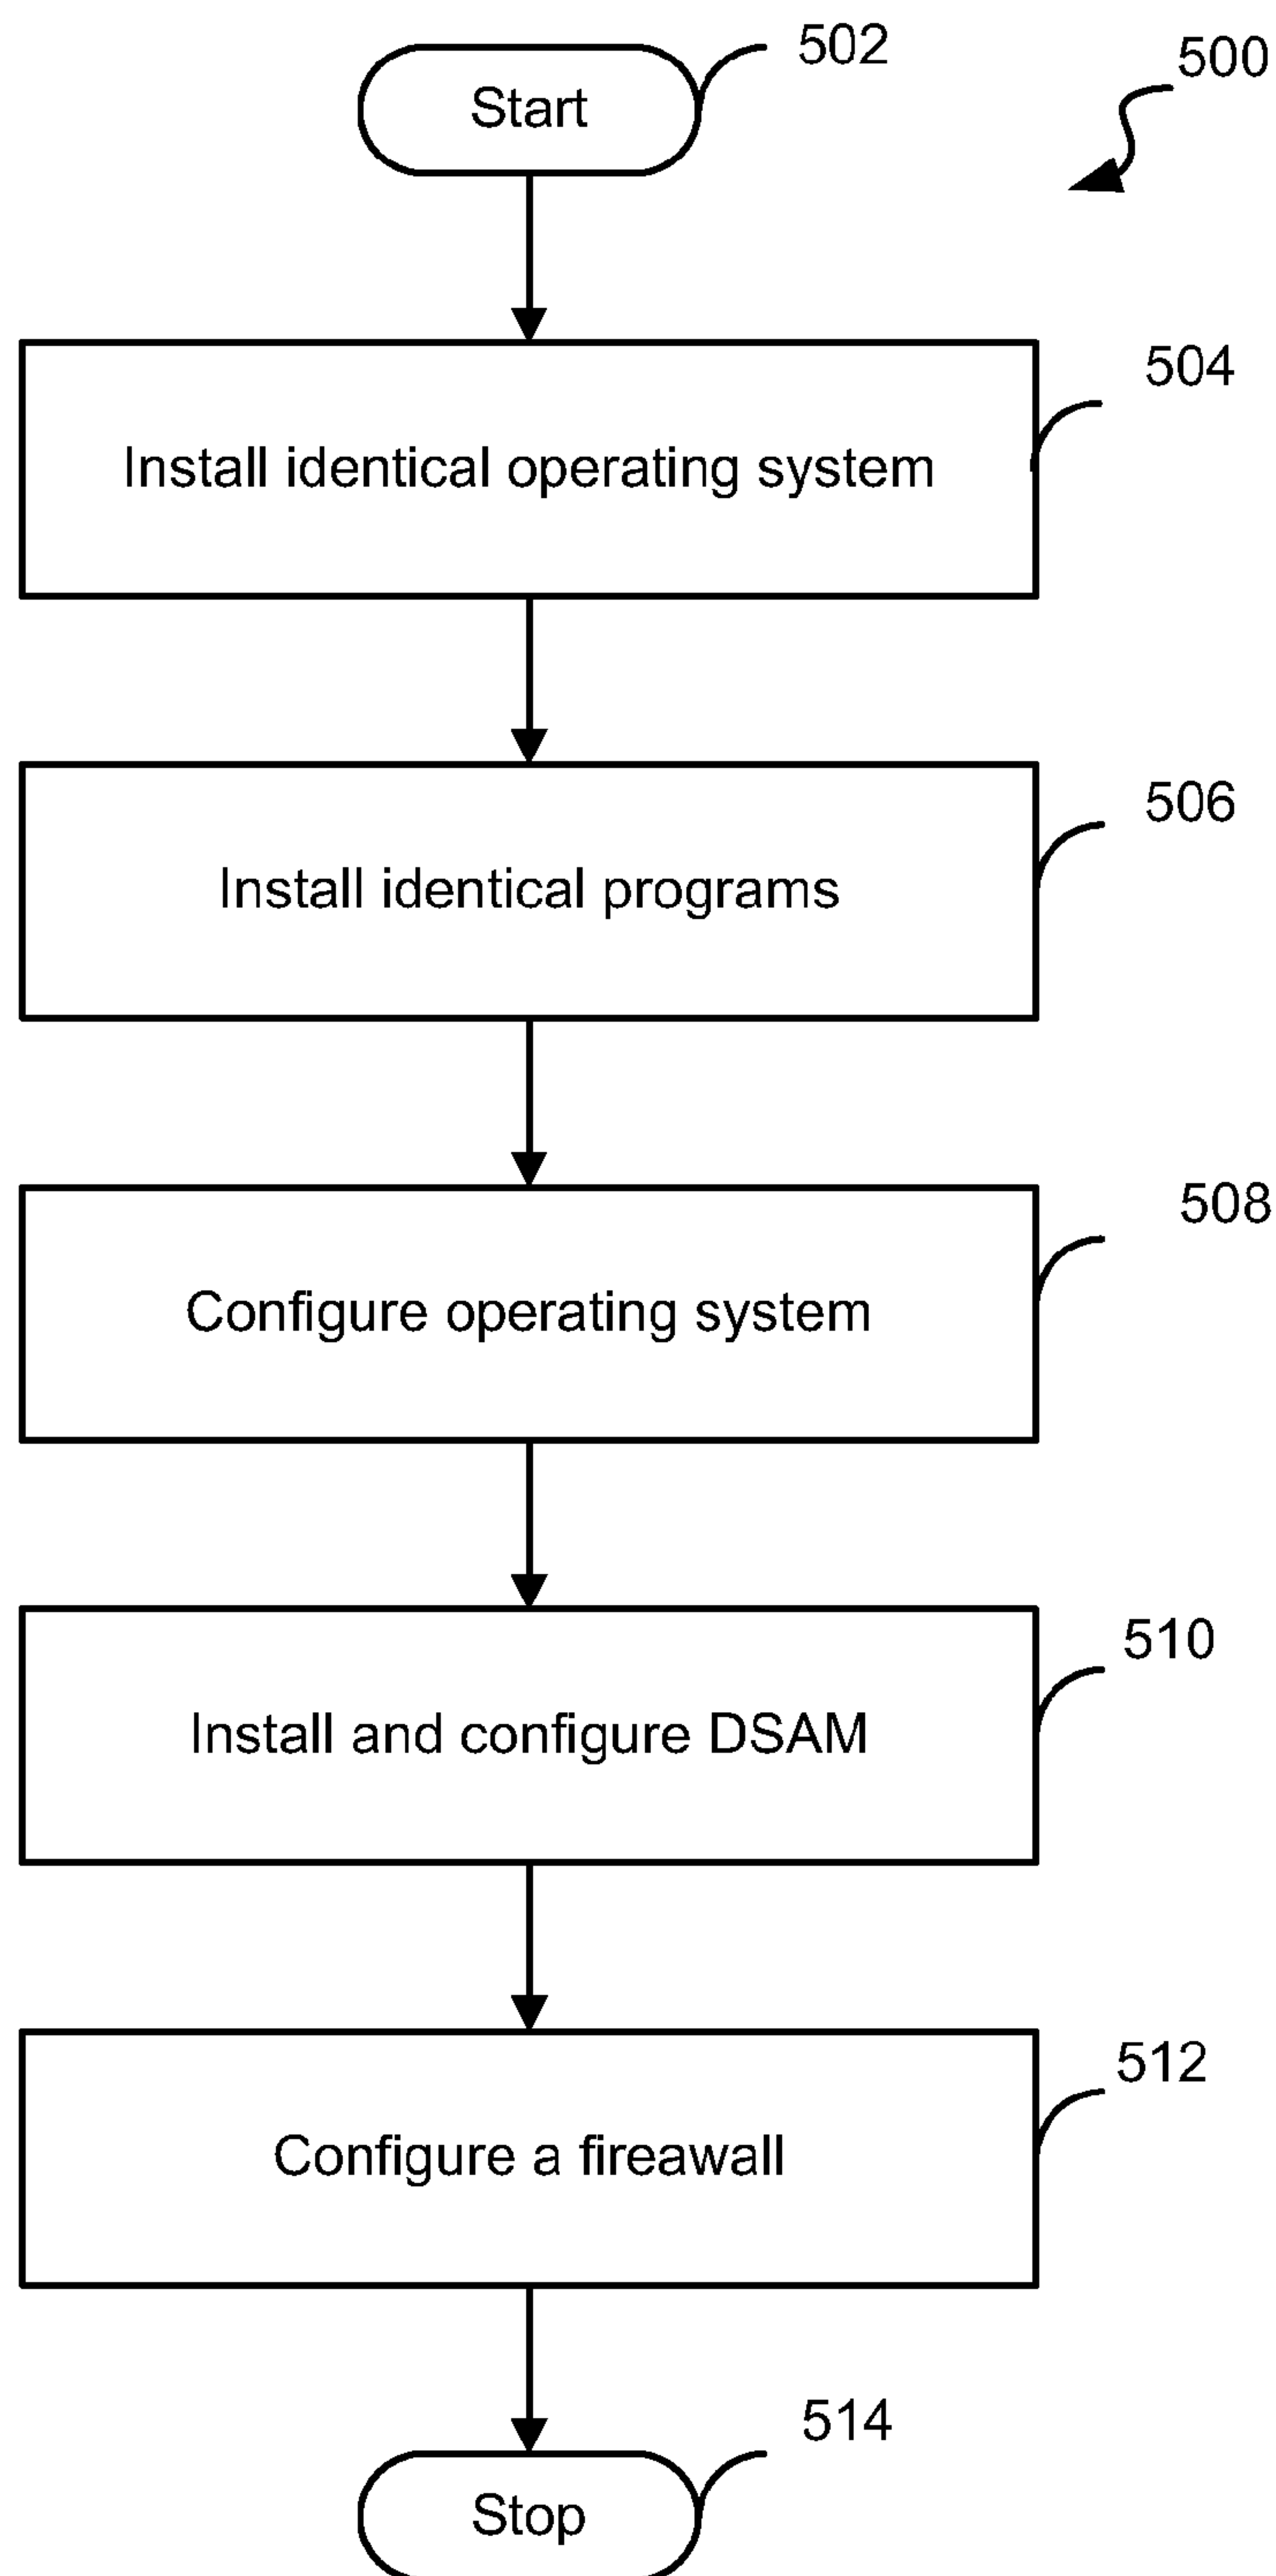 502
500
Start
504
Install identical operating system
506
Install identical programs
508
Configure operating system
510
Install and configure DSAM
512
Configure a fireawall
514
Stop